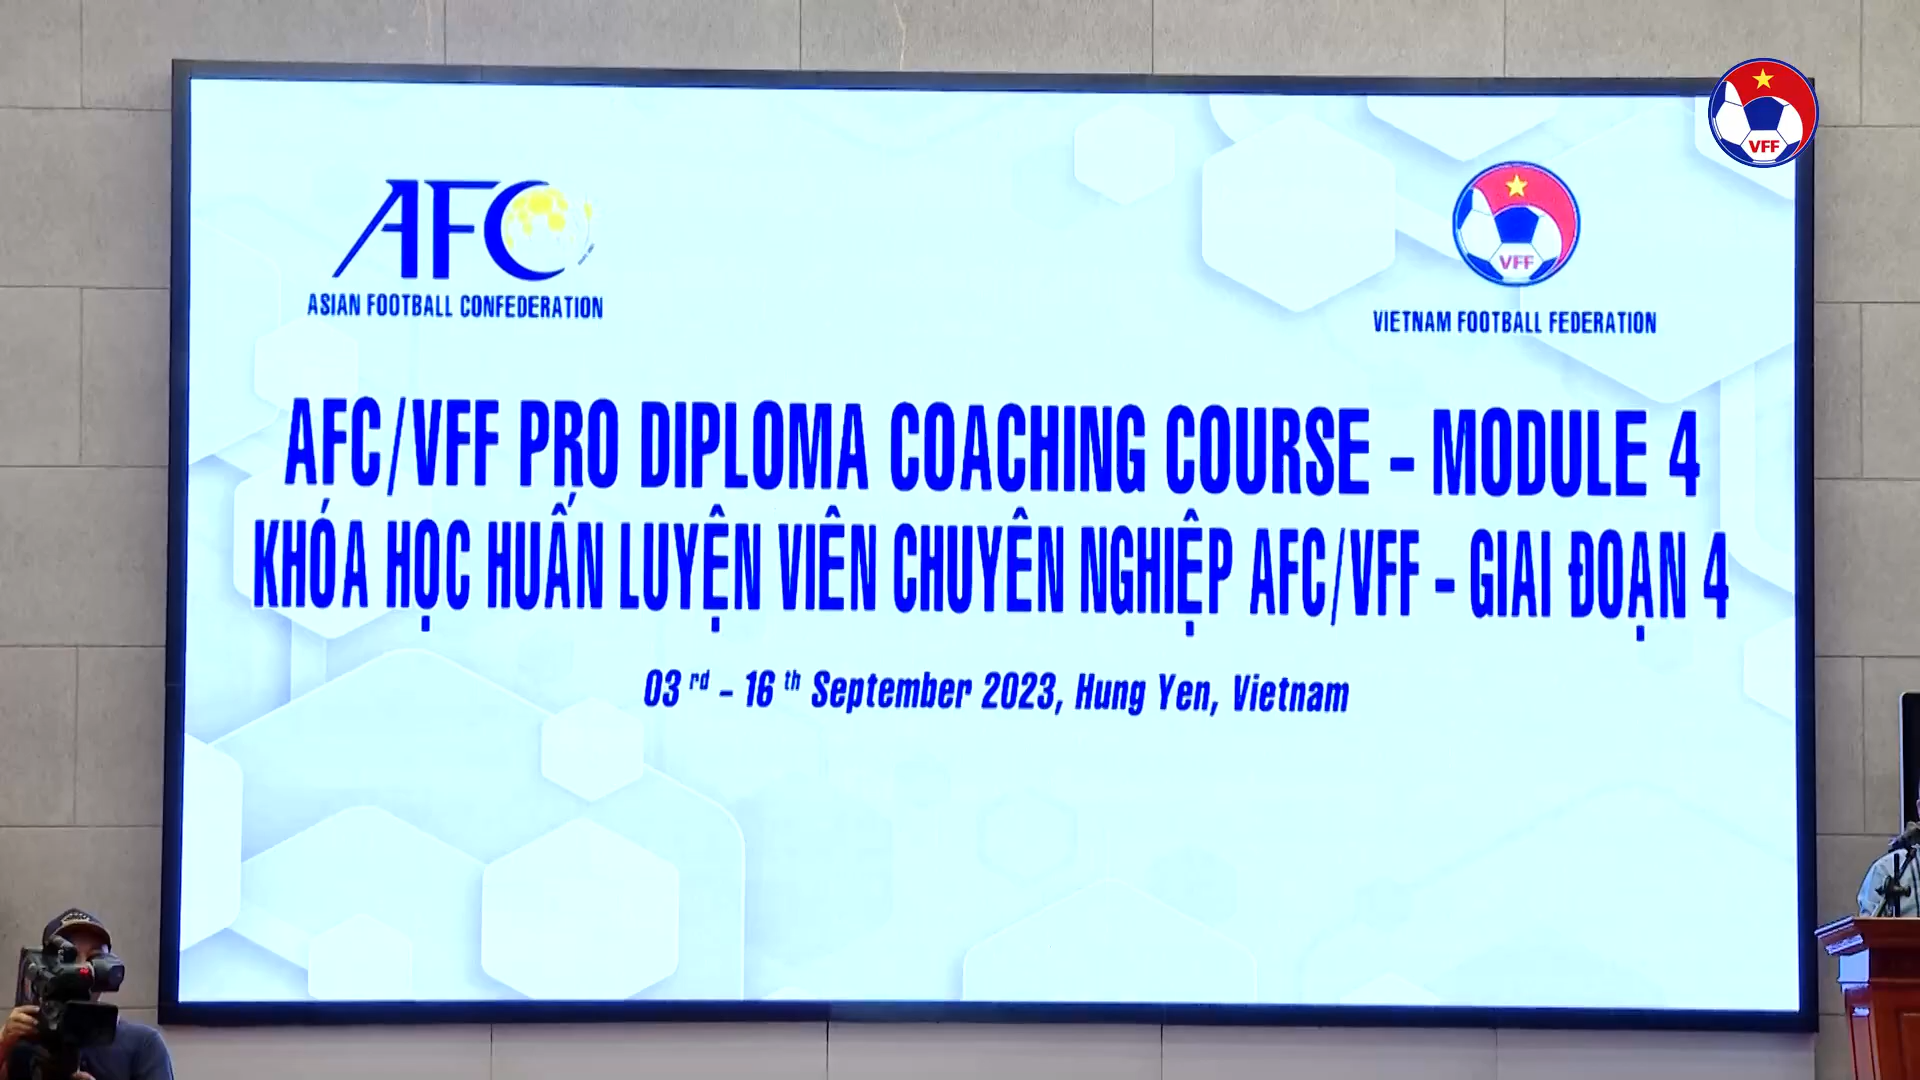 VFF
AFC
ASIAN FOOTBALL CONFEDERATION
VFF
VIETNAM FOOTBALL FEDERATION
AFC/VFF PRO DIPLOMA COACHING COURSE – MODULE 4
KHÓA HỌC HUẤN LUYỆN VIÊN CHUYÊN NGHIỆP AFC/VFF – GIAI ĐOẠN 4
03 rd – 16 th September 2023, Hung Yen, Vietnam